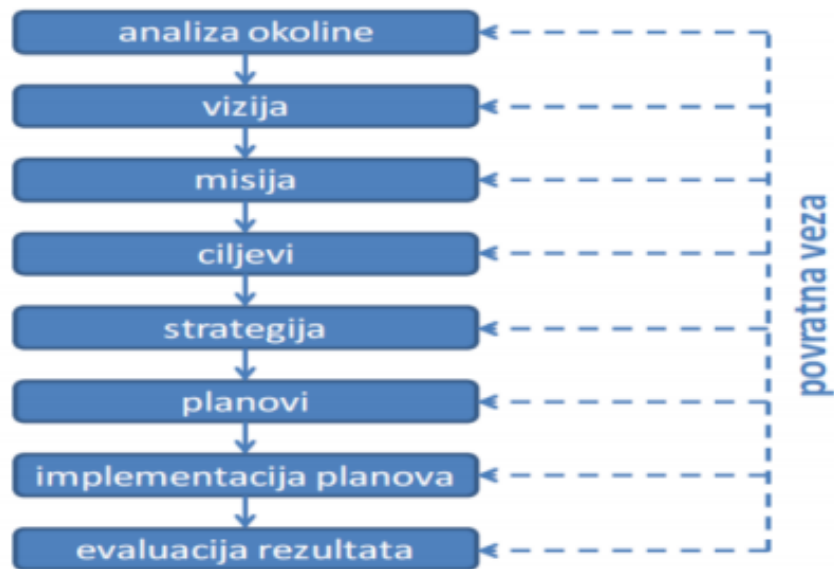 analiza okoline
vizija
misija
ciljevi
strategija
planovi
implementacija planova
evaluacija rezultata
povratna veza